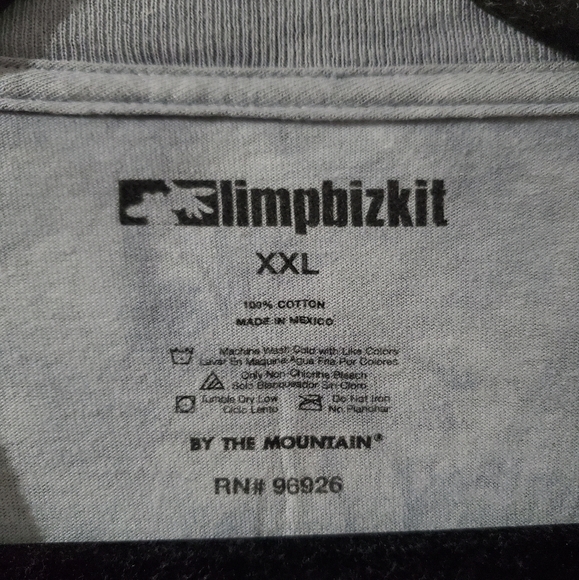 limpbizkit
XXL
100% COTTON
MADE IN MEXICO
Machine Wash Cold with Like Colors
Lavar En Maquina Agua Fria Por Colores
Only Non-Chlorine Bleach
Solo Blanqueador Sin Cloro
Tumble Dry Low
Ciclo Lento
Do Not Iron
No Planchar
BY THE MOUNTAIN®
RN# 96926